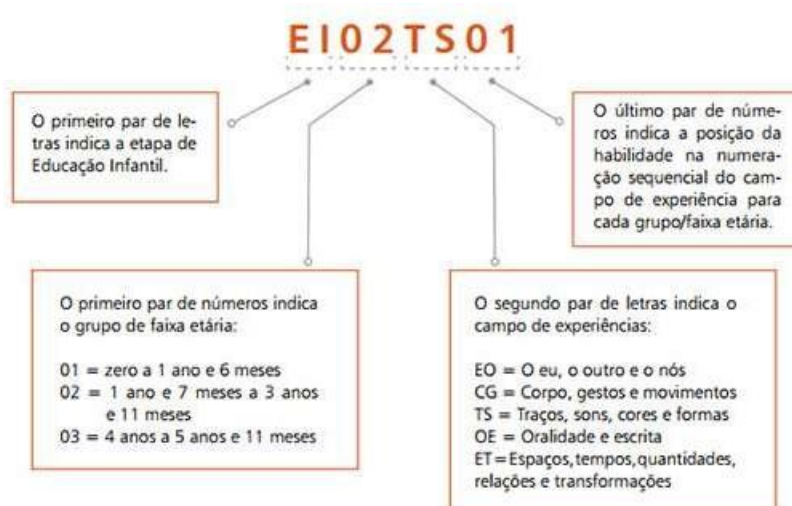 EI02TS01
O primeiro par de le-
tras indica a etapa de
Educação Infantil.
O último par de núme-
ros indica a posição da
habilidade na numera-
ção sequencial do cam-
po de experiência para
cada grupo/faixa etária.
O primeiro par de números indica
o grupo de faixa etária:
01 = zero a 1 ano e 6 meses
02 = 1 ano e 7 meses a 3 anos
e 11 meses
03 = 4 anos a 5 anos e 11 meses
O segundo par de letras indica o
campo de experiências:
EO = O eu, o outro e o nós
CG = Corpo, gestos e movimentos
TS = Traços, sons, cores e formas
OE = Oralidade e escrita
ET = Espaços, tempos, quantidades,
relações e transformações